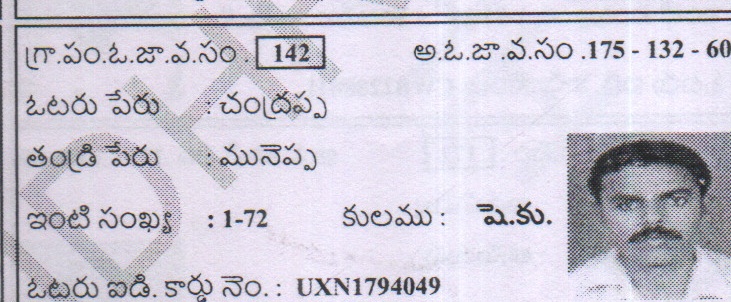 గ్రా.పం.ఓ.జా.వ.సం. 142 అ.ఓ.జా.వ.సం .175 - 132 - 60
ఓటరు పేరు : చంద్రప్ప
తండ్రి పేరు : మునెప్ప
ఇంటి సంఖ్య : 1-72 కులము : షె.కు.
ఓటరు ఐడి. కార్డు నెం. : UXN1794049